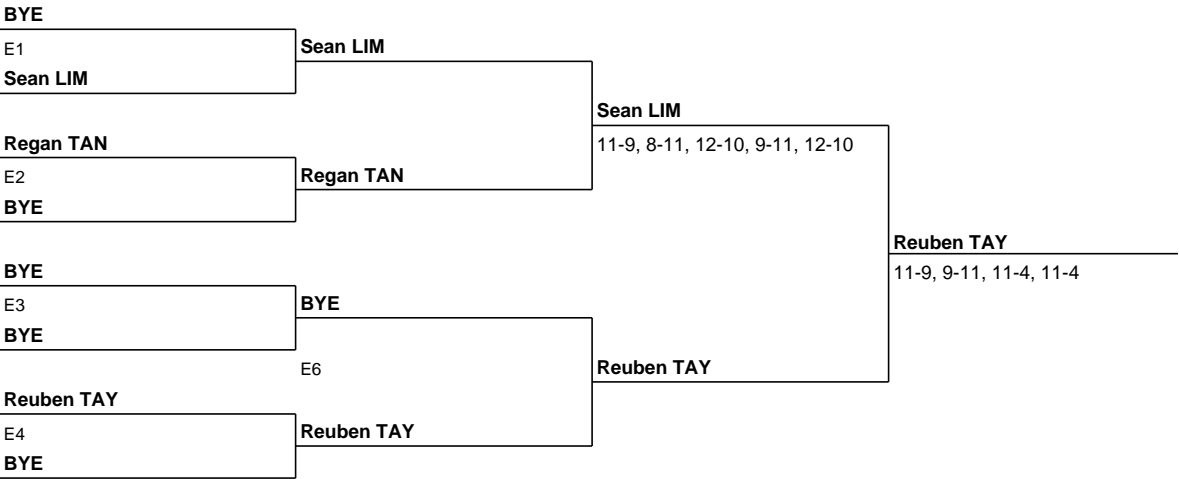 BYE
E1
Sean LIM
Sean LIM
Sean LIM
11-9, 8-11, 12-10, 9-11, 12-10
Regan TAN
E2
Regan TAN
BYE
Reuben TAY
11-9, 9-11, 11-4, 11-4
BYE
E3
BYE
BYE
E6
Reuben TAY
Reuben TAY
E4
Reuben TAY
BYE